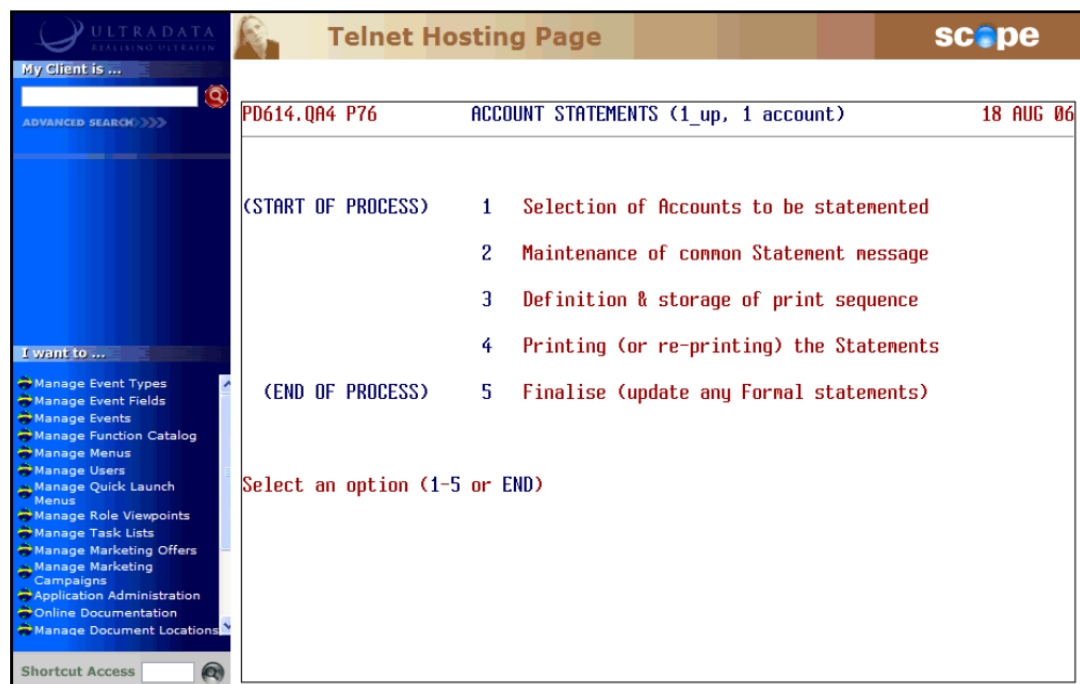 ULTRADATA
REALISING ULTRAFIN
Telnet Hosting Page
scope
My Client is ...
ADVANCED SEARCH
PD614.QA4 P76 ACCOUNT STATEMENTS (1_up, 1 account) 18 AUG 06
(START OF PROCESS) 1 Selection of Accounts to be statemented
2 Maintenance of common Statement message
3 Definition & storage of print sequence
4 Printing (or re-printing) the Statements
(END OF PROCESS) 5 Finalise (update any Formal statements)
Select an option (1-5 or END)
I want to ...
Manage Event Types
Manage Event Fields
Manage Events
Manage Function Catalog
Manage Menus
Manage Users
Manage Quick Launch
Menus
Manage Role Viewpoints
Manage Task Lists
Manage Marketing Offers
Manage Marketing
Campaigns
Application Administration
Online Documentation
Manage Document Locations
Shortcut Access